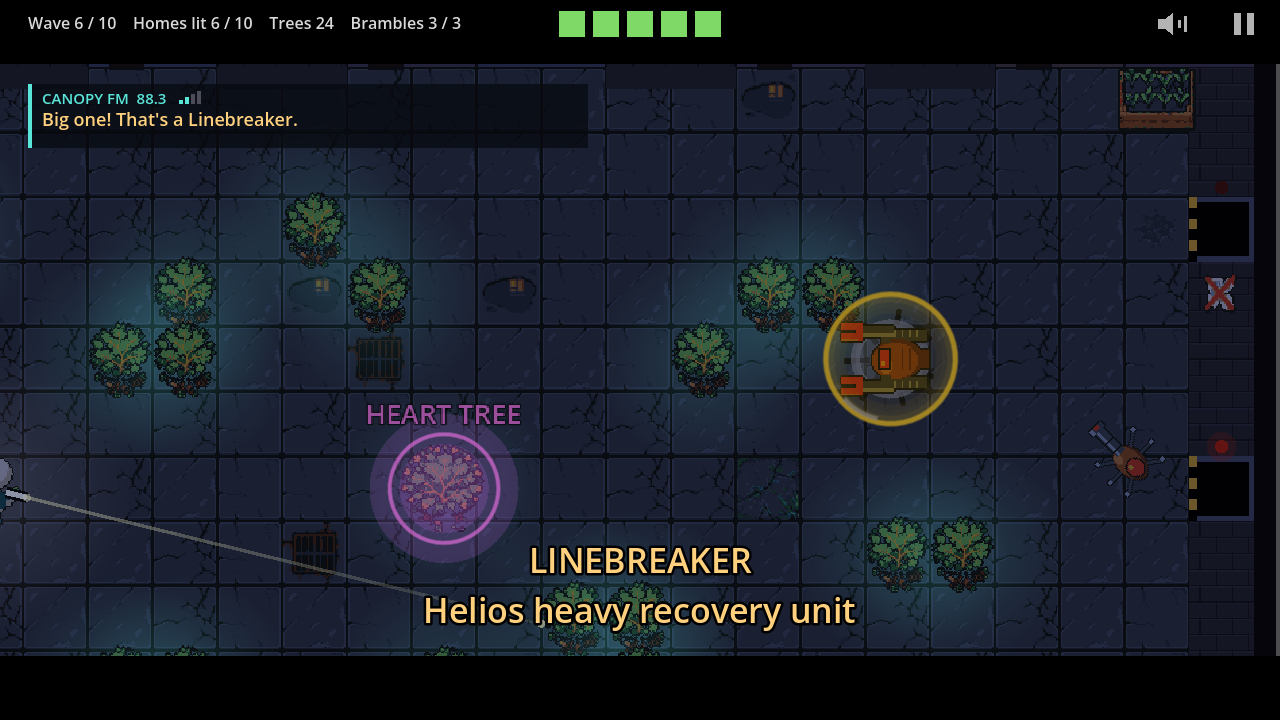 Wave 6 / 10 Homes lit 6 / 10 Trees 24 Brambles 3 / 3
CANOPY FM 88.3
Big one! That's a Linebreaker.
HEART TREE
LINEBREAKER
Helios heavy recovery unit